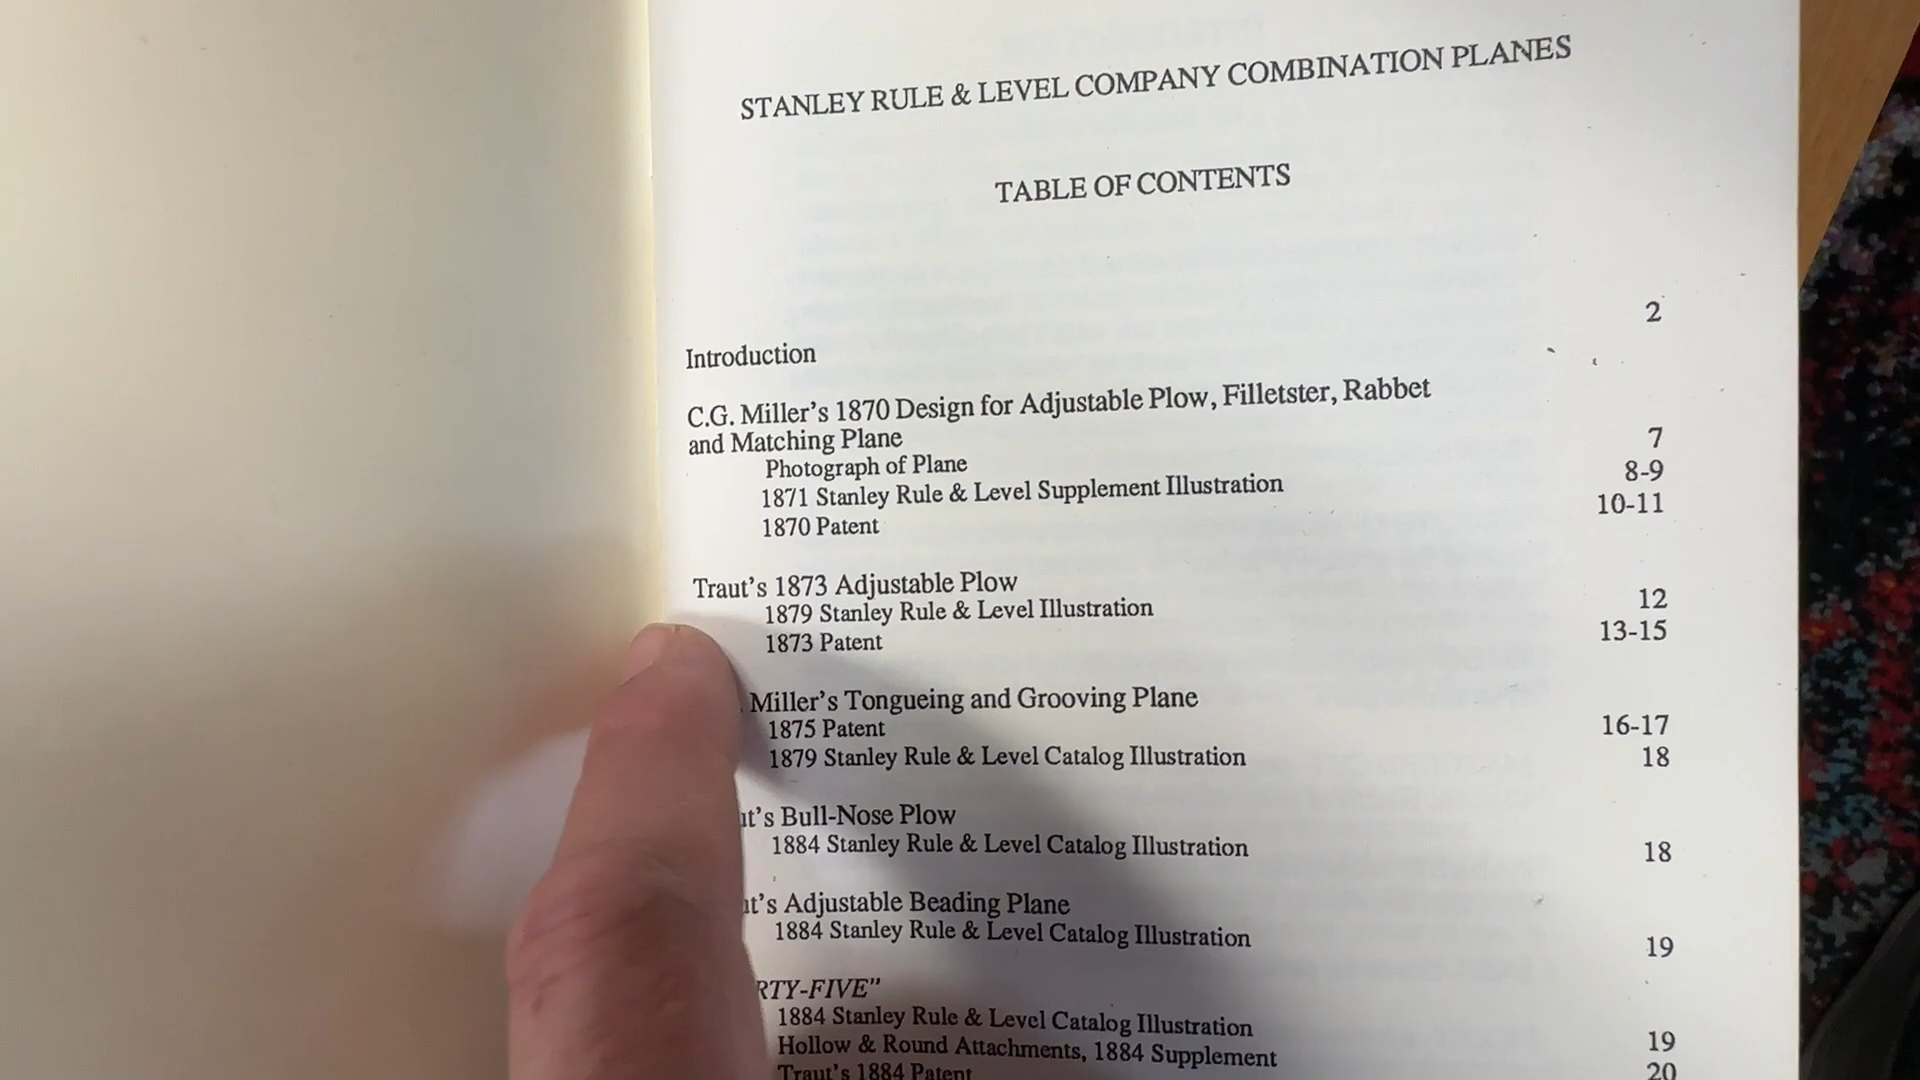 STANLEY RULE & LEVEL COMPANY COMBINATION PLANES
TABLE OF CONTENTS
Introduction 2
C.G. Miller's 1870 Design for Adjustable Plow, Filletster, Rabbet
and Matching Plane
Photograph of Plane 7
1871 Stanley Rule & Level Supplement Illustration 8-9
1870 Patent 10-11
Traut's 1873 Adjustable Plow
1879 Stanley Rule & Level Illustration 12
1873 Patent 13-15
Miller's Tongueing and Grooving Plane
1875 Patent 16-17
1879 Stanley Rule & Level Catalog Illustration 18
Bull-Nose Plow
1884 Stanley Rule & Level Catalog Illustration 18
Adjustable Beading Plane
1884 Stanley Rule & Level Catalog Illustration 19
RTY-FIVE"
1884 Stanley Rule & Level Catalog Illustration 19
Hollow & Round Attachments, 1884 Supplement 20
Traut's 1884 Patent